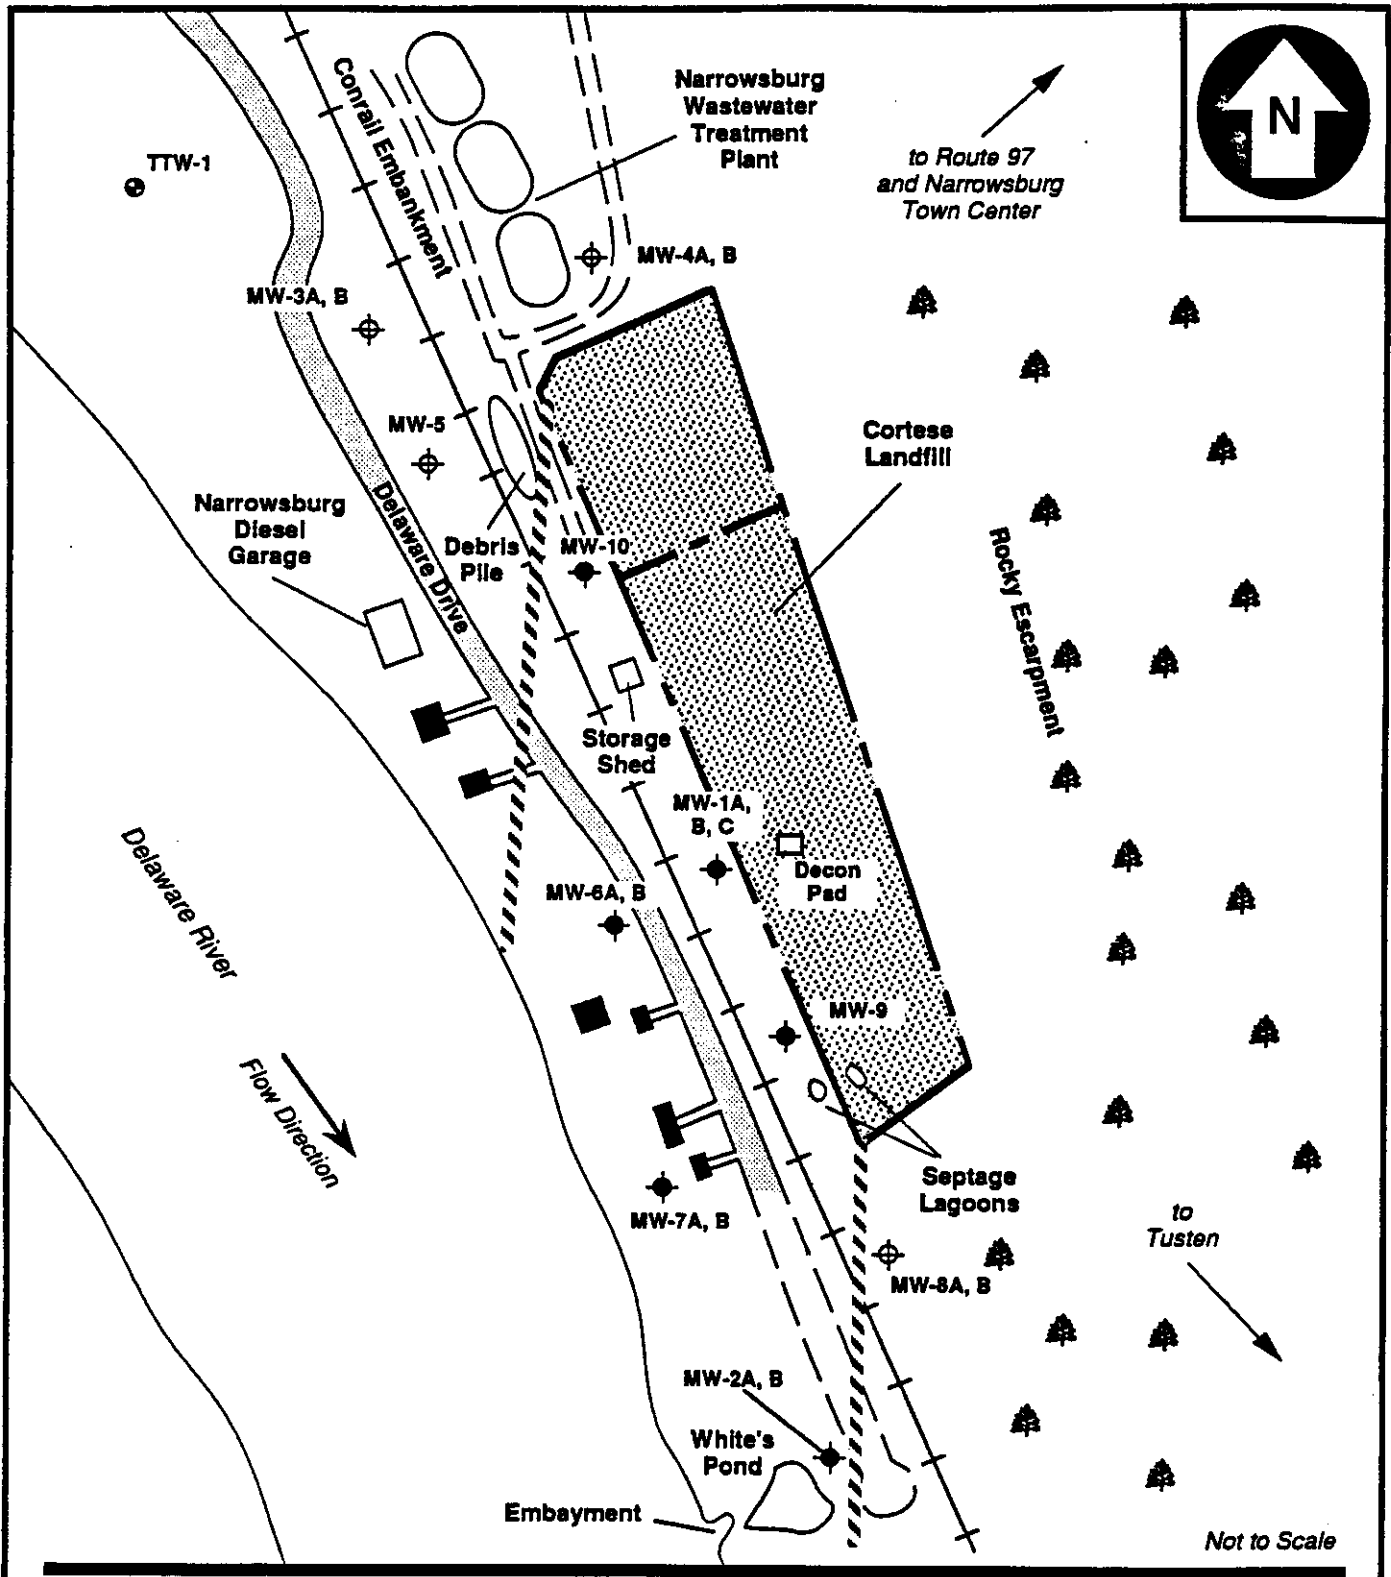 N
Narrowsburg
Wastewater
Treatment
Plant
to Route 97
and Narrowsburg
Town Center
Conrail Embankment
TTW-1
MW-4A, B
MW-3A, B
MW-5
Cortese
Landfill
Narrowsburg
Diesel
Garage
Delaware Drive
Debris
Pile
MW-10
Rocky Escarpment
Storage
Shed
MW-1A,
B, C
Decon
Pad
Delaware River
MW-6A, B
MW-9
Flow Direction
Septage
Lagoons
MW-7A, B
to
Tusten
MW-8A, B
MW-2A, B
White's
Pond
Embayment
Not to Scale